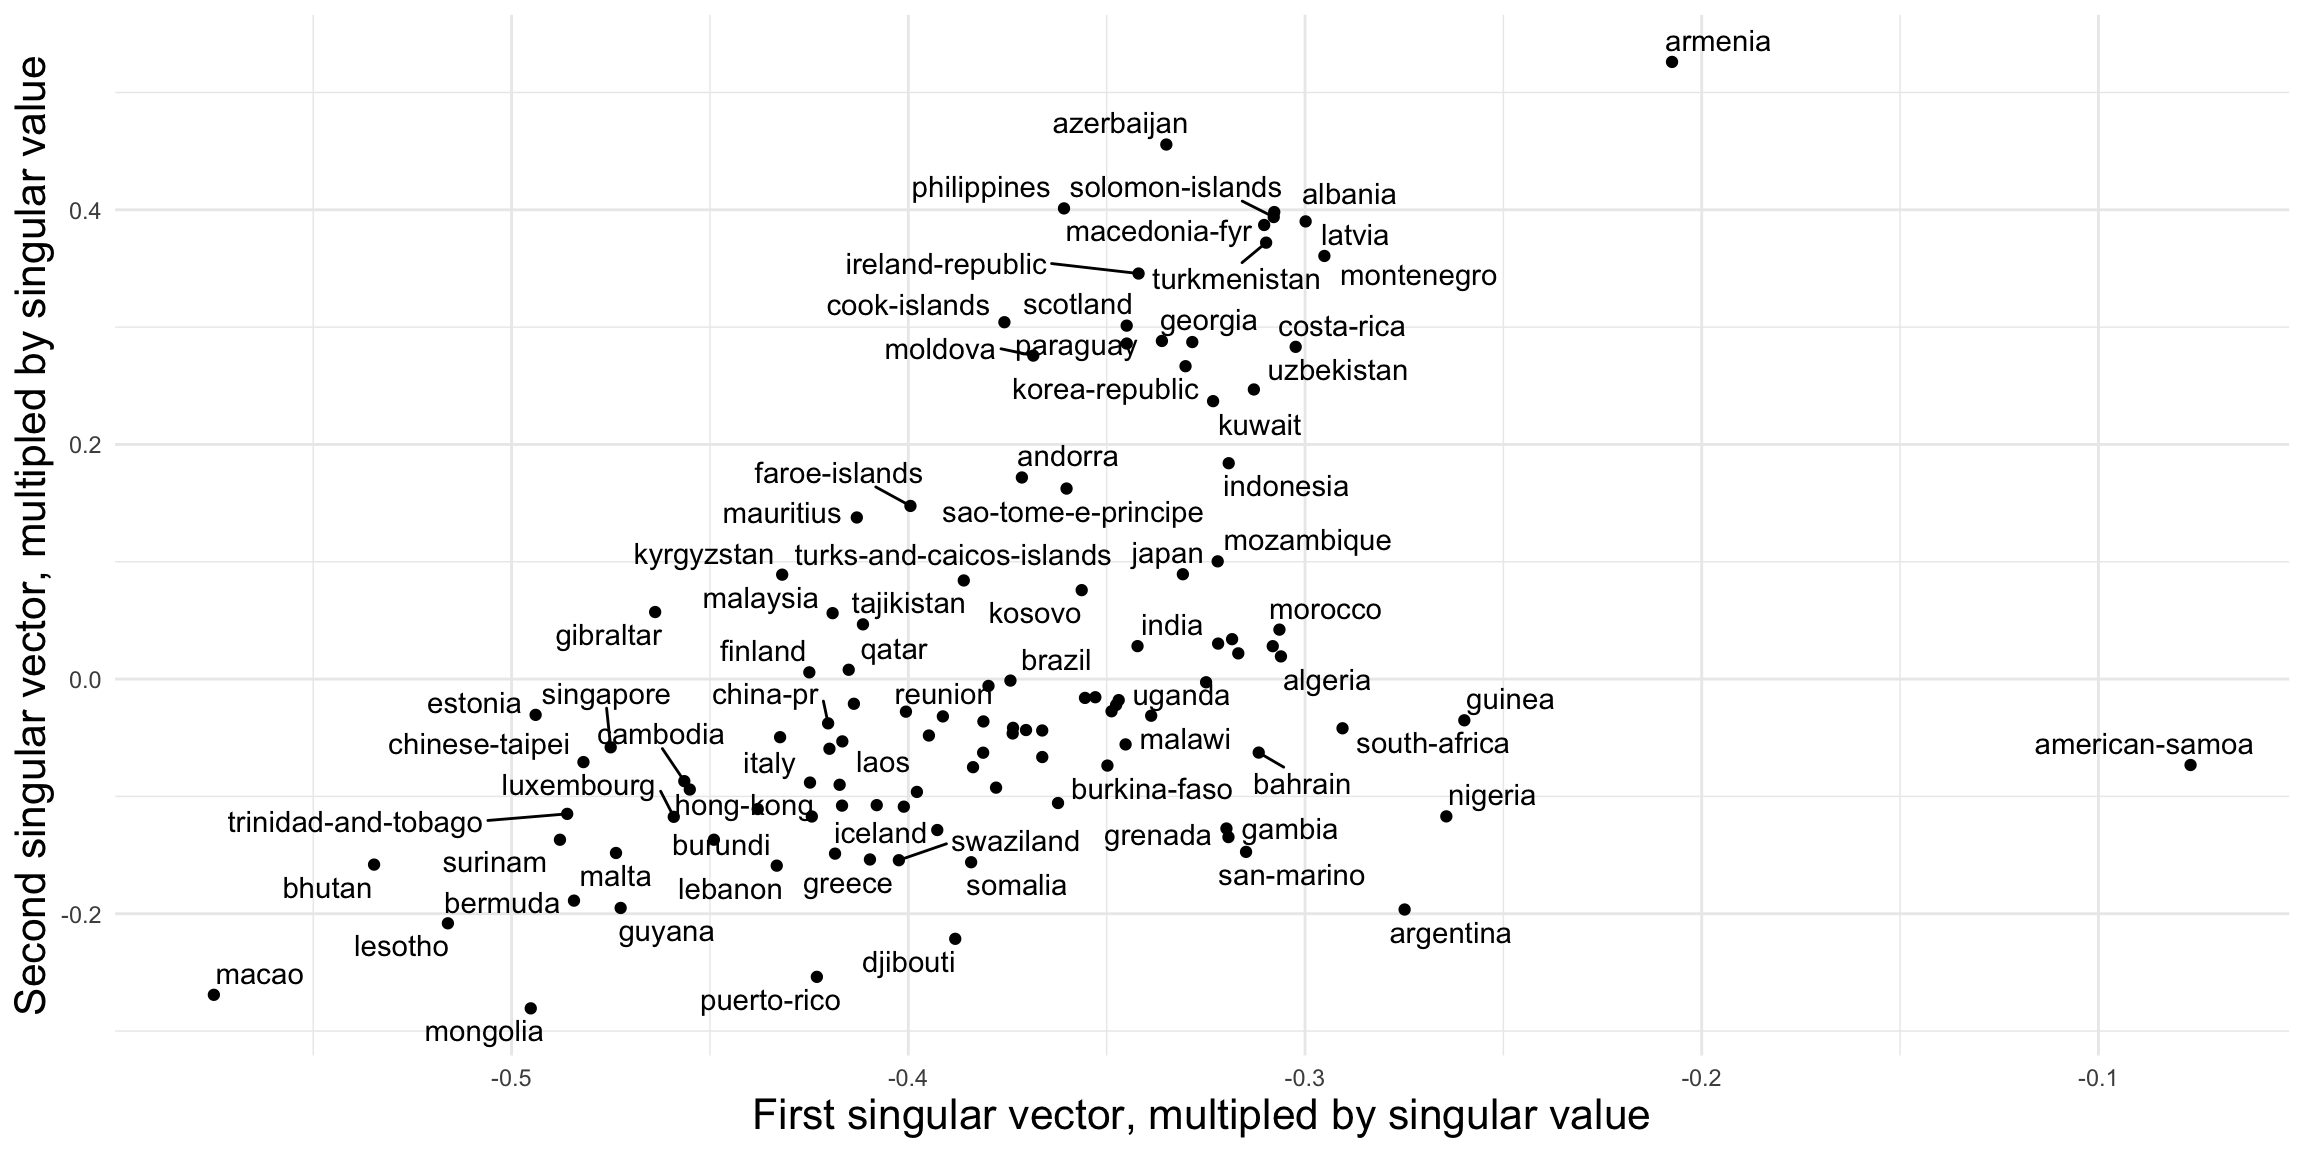 armenia
azerbaijan
philippines
solomon-islands
albania
macedonia-fyr
latvia
ireland-republic
turkmenistan
montenegro
cook-islands
scotland
georgia
costa-rica
moldova
paraguay
uzbekistan
korea-republic
kuwait
andorra
faroe-islands
indonesia
mauritius
sao-tome-e-principe
mozambique
kyrgyzstan
turks-and-caicos-islands
japan
malaysia
tajikistan
kosovo
morocco
gibraltar
india
finland
qatar
brazil
algeria
estonia
singapore
china-pr
reunion
uganda
guinea
chinese-taipei
cambodia
malawi
south-africa
american-samoa
italy
laos
luxembourg
burkina-faso
bahrain
nigeria
hong-kong
trinidad-and-tobago
iceland
swaziland
grenada
gambia
burundi
surinam
malta
lebanon
greece
somalia
san-marino
bhutan
bermuda
guyana
argentina
lesotho
djibouti
macao
puerto-rico
mongolia
0.4
0.2
0.0
-0.2
-0.5
-0.4
-0.3
-0.2
-0.1
First singular vector, multipled by singular value
Second singular vector, multipled by singular value